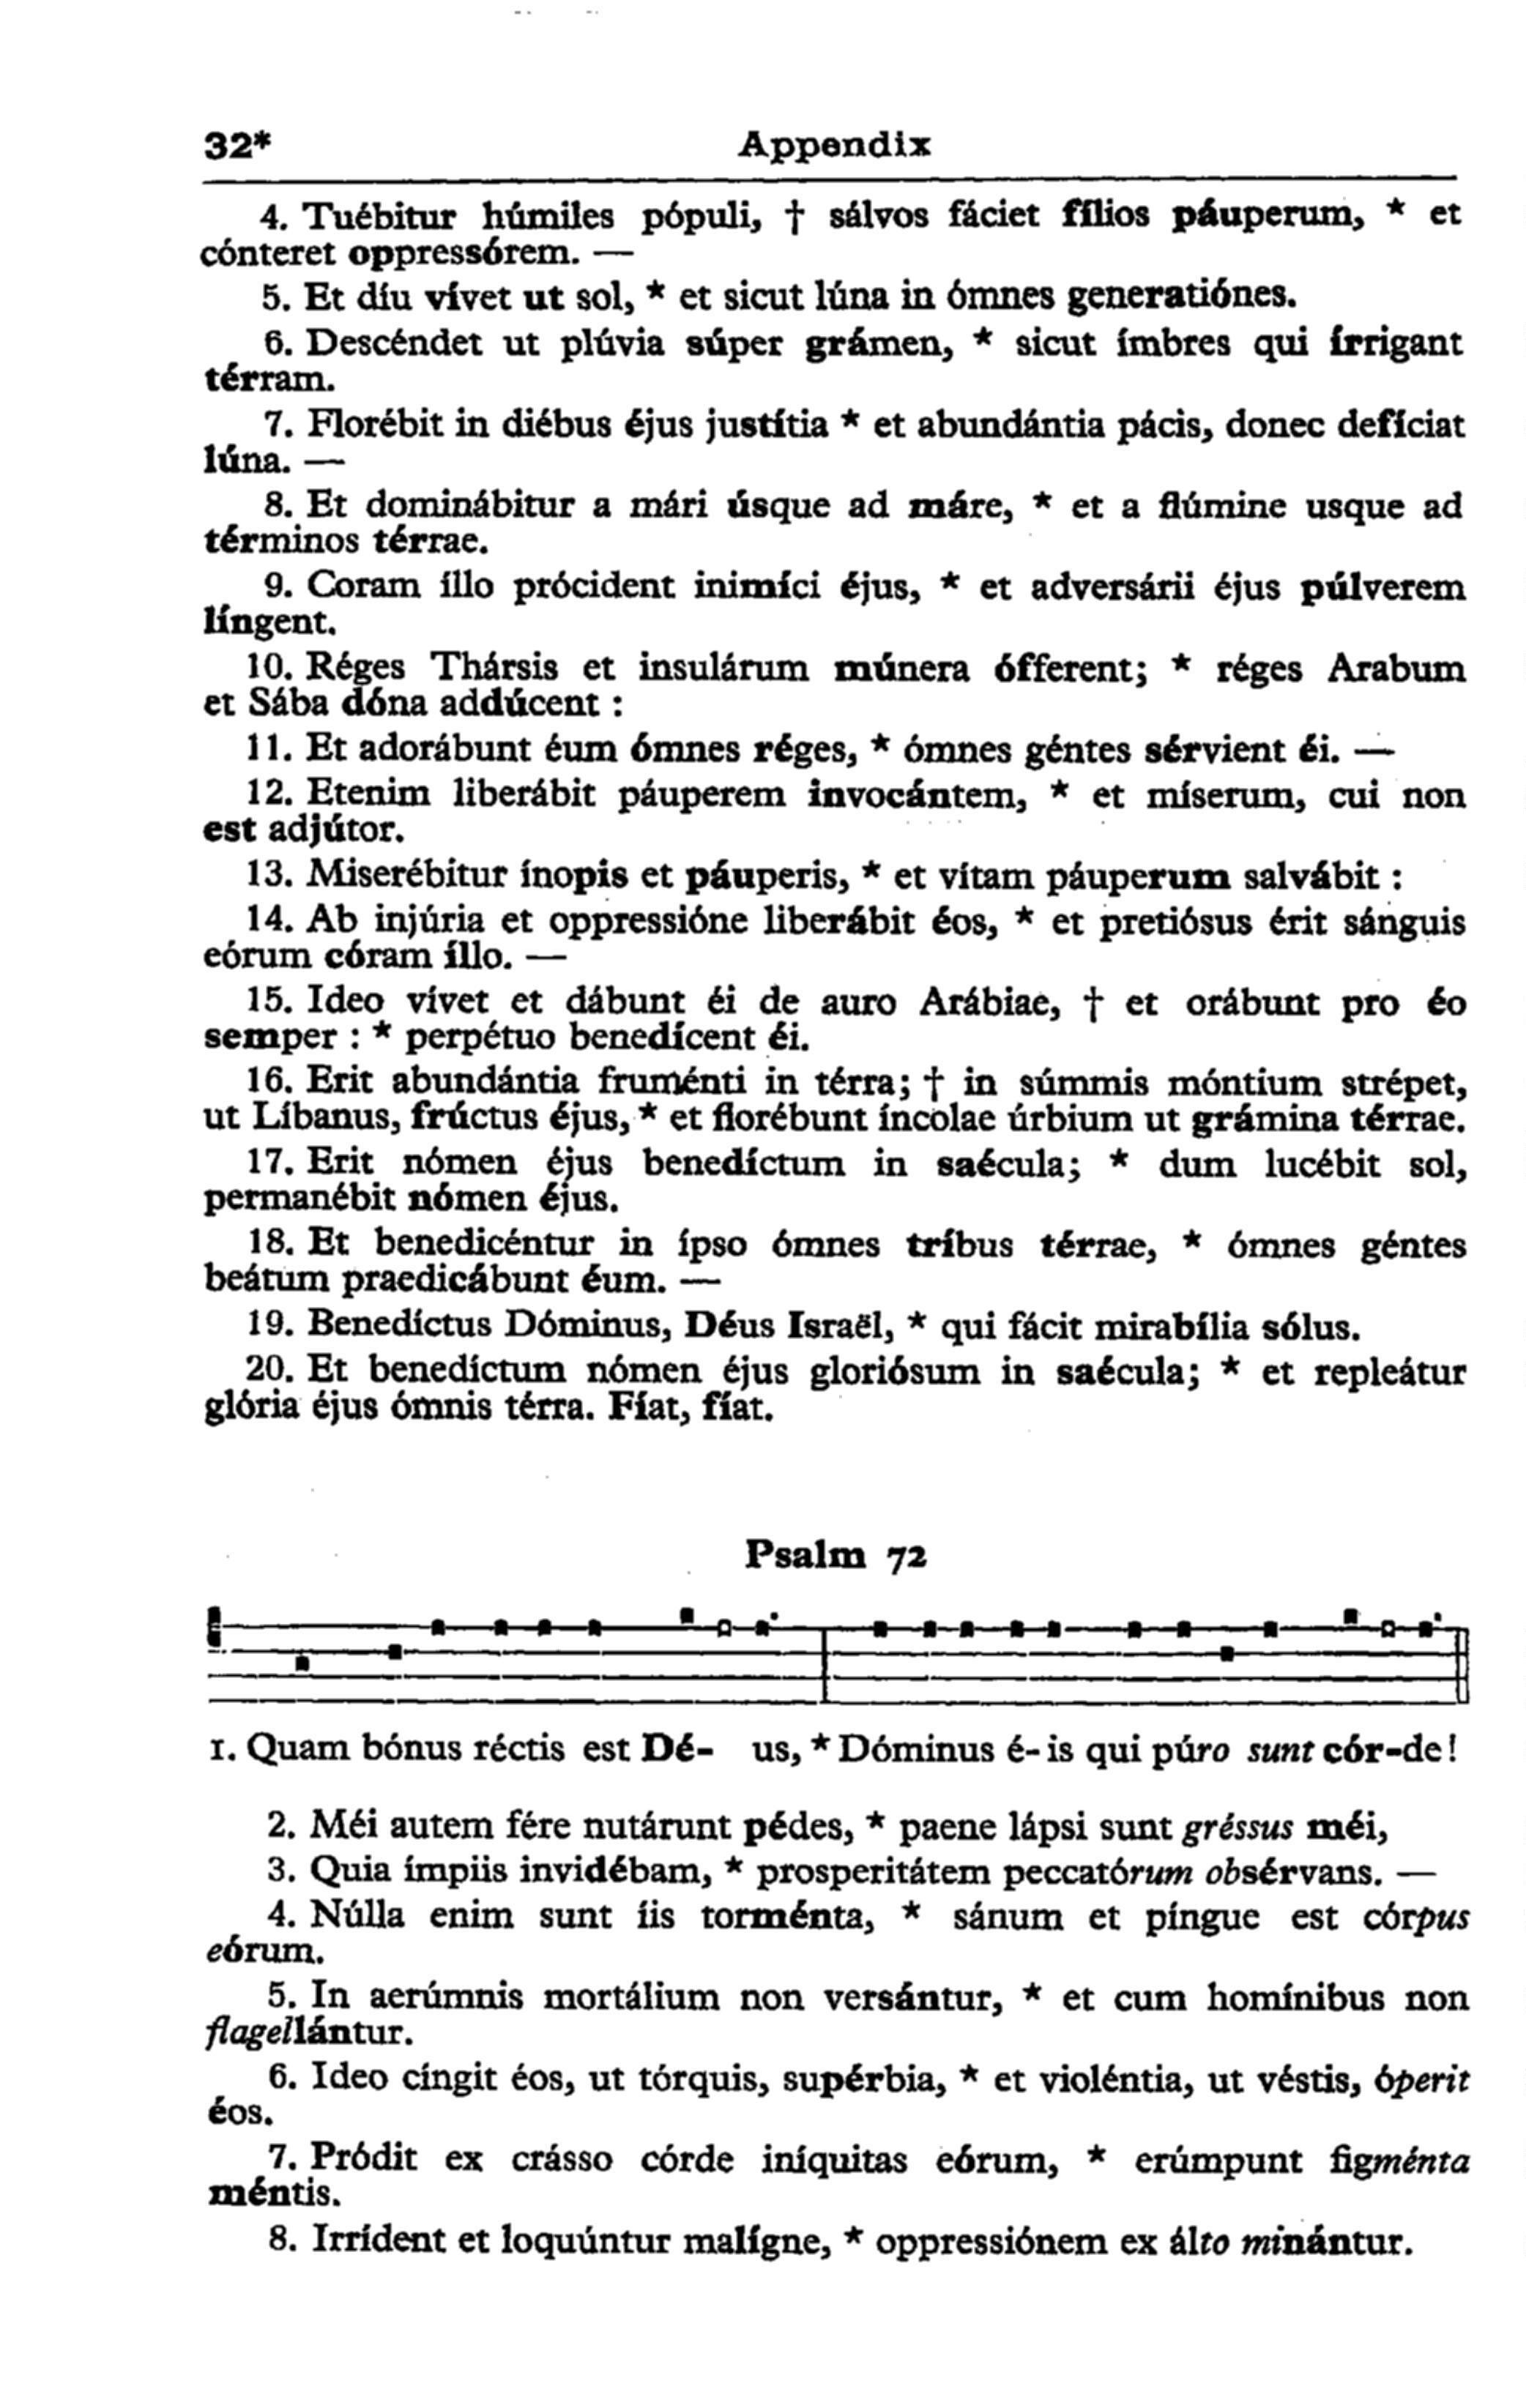 32* Appendix
4. Tuébitur húmiles pópuli, † sálvos fáciet fílios páuperum, * et
cónteret oppressórem. —
5. Et díu vívet ut sol, * et sicut lúna in ómnes generatiónes.
6. Descéndet ut plúvia súper grámen, * sicut ímbres qui írrigant
térram.
7. Florébit in diébus éjus justítia * et abundántia pácis, donec defíciat
lúna. —
8. Et dominábitur a mári úsque ad máre, * et a flúmine usque ad
términos térrae.
9. Coram íllo prócident inimíci éjus, * et adversárii éjus púlverem
língent.
10. Réges Thársis et insulárum múnera ófferent; * réges Arabum
et Sába dóna addúcent :
11. Et adorábunt éum ómnes réges, * ómnes géntes sérvient éi. —
12. Etenim liberábit páuperem invocántem, * et míserum, cui non
est adjútor.
13. Miserébitur ínopis et páuperis, * et vítam páuperum salvábit :
14. Ab injúria et oppressióne liberábit éos, * et pretiósus érit sánguis
eórum córam íllo. —
15. Ideo vívet et dábunt éi de auro Arábiae, † et orábunt pro éo
semper : * perpétuo benedícent éi.
16. Erit abundántia fruménti in térra; † in súmmis móntium strépet,
ut Líbanus, frúctus éjus, * et florébunt íncolae úrbium ut grámina térrae.
17. Erit nómen éjus benedíctum in saécula; * dum lucébit sol,
permanébit nómen éjus.
18. Et benedicéntur in ípso ómnes tríbus térrae, * ómnes géntes
beátum praedicábunt éum. —
19. Benedíctus Dóminus, Déus Israël, * qui fácit mirabília sólus.
20. Et benedíctum nómen éjus gloriósum in saécula; * et repleátur
glória éjus ómnis térra. Fíat, fíat.
Psalm 72
1. Quam bónus réctis est Dé- us, * Dóminus é- is qui púro sunt cór-de!
2. Méi autem fére nutárunt pédes, * paene lápsi sunt gréssus méi,
3. Quia ímpiis invidébam, * prosperitátem peccatórum obsérvans. —
4. Núlla enim sunt íis torménta, * sánum et píngue est córpus
eórum.
5. In aerúmnis mortálium non versántur, * et cum homínibus non
flagellántur.
6. Ideo cíngit éos, ut tórquis, supérbia, * et violéntia, ut véstis, óperit
éos.
7. Pródit ex crásso córde iníquitas eórum, * erúmpunt figménta
méntis.
8. Irrídent et loquúntur malígne, * oppressiónem ex álto minántur.